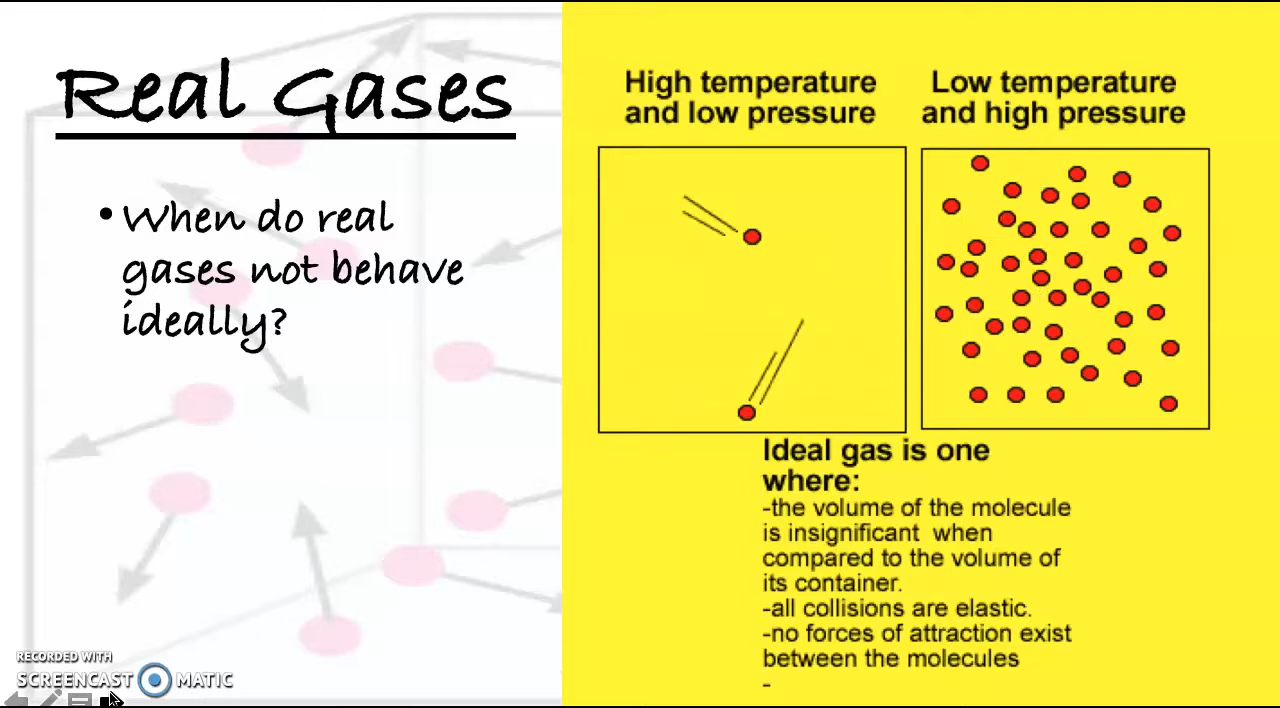 Real Gases
• When do real
gases not behave
ideally?
High temperature
and low pressure
Low temperature
and high pressure
Ideal gas is one
where:
-the volume of the molecule
is insignificant when
compared to the volume of
its container.
-all collisions are elastic.
-no forces of attraction exist
between the molecules
-
RECORDED WITH
SCREENCAST MATIC